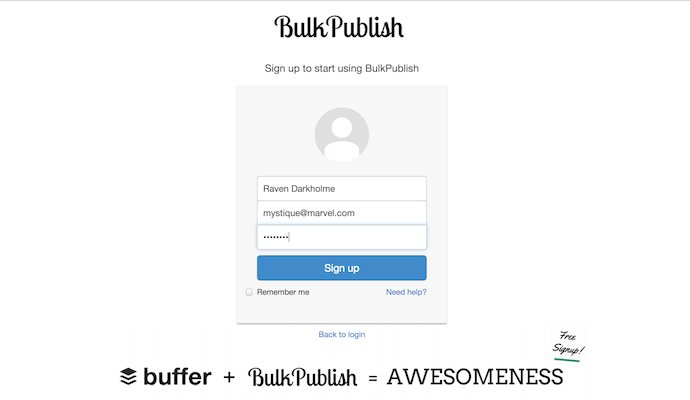 BulkPublish
Sign up to start using BulkPublish
Raven Darkholme
mystique@marvel.com
••••••••
Sign up
Remember me
Need help?
Back to login
Free
Signup!
buffer + BulkPublish = AWESOMENESS